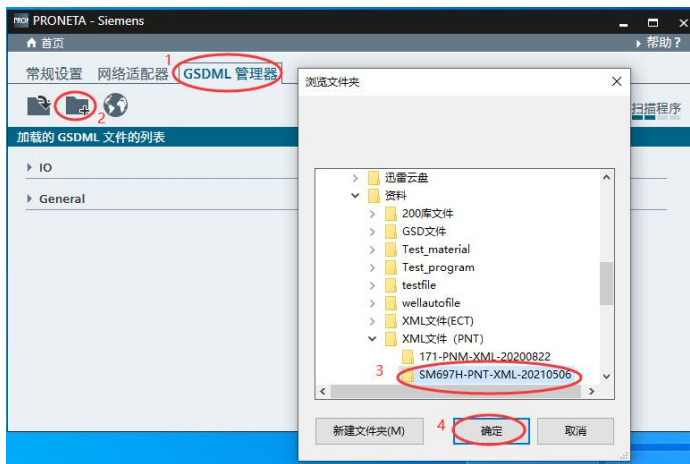 PRONETA - Siemens
首页
帮助?
常规设置 网络适配器 GSDML 管理器
1
2
扫描程序
加载的 GSDML 文件的列表
IO
General
浏览文件夹
迅雷云盘
资料
200库文件
GSD文件
Test_material
Test_program
testfile
wellautofile
XML文件(ECT)
XML文件 (PNT)
171-PNM-XML-20200822
3
SM697H-PNT-XML-20210506
新建文件夹(M)
4
确定
取消